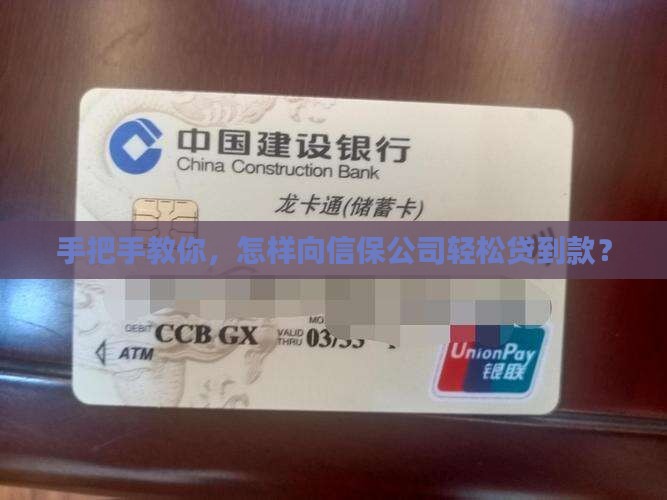 中国建设银行
China Construction Bank
龙卡通(储蓄卡)
手把手教你，怎样向信保公司轻松贷到款？
DEBIT CCB GX VALID THRU 03/33
ATM
UnionPay
银联